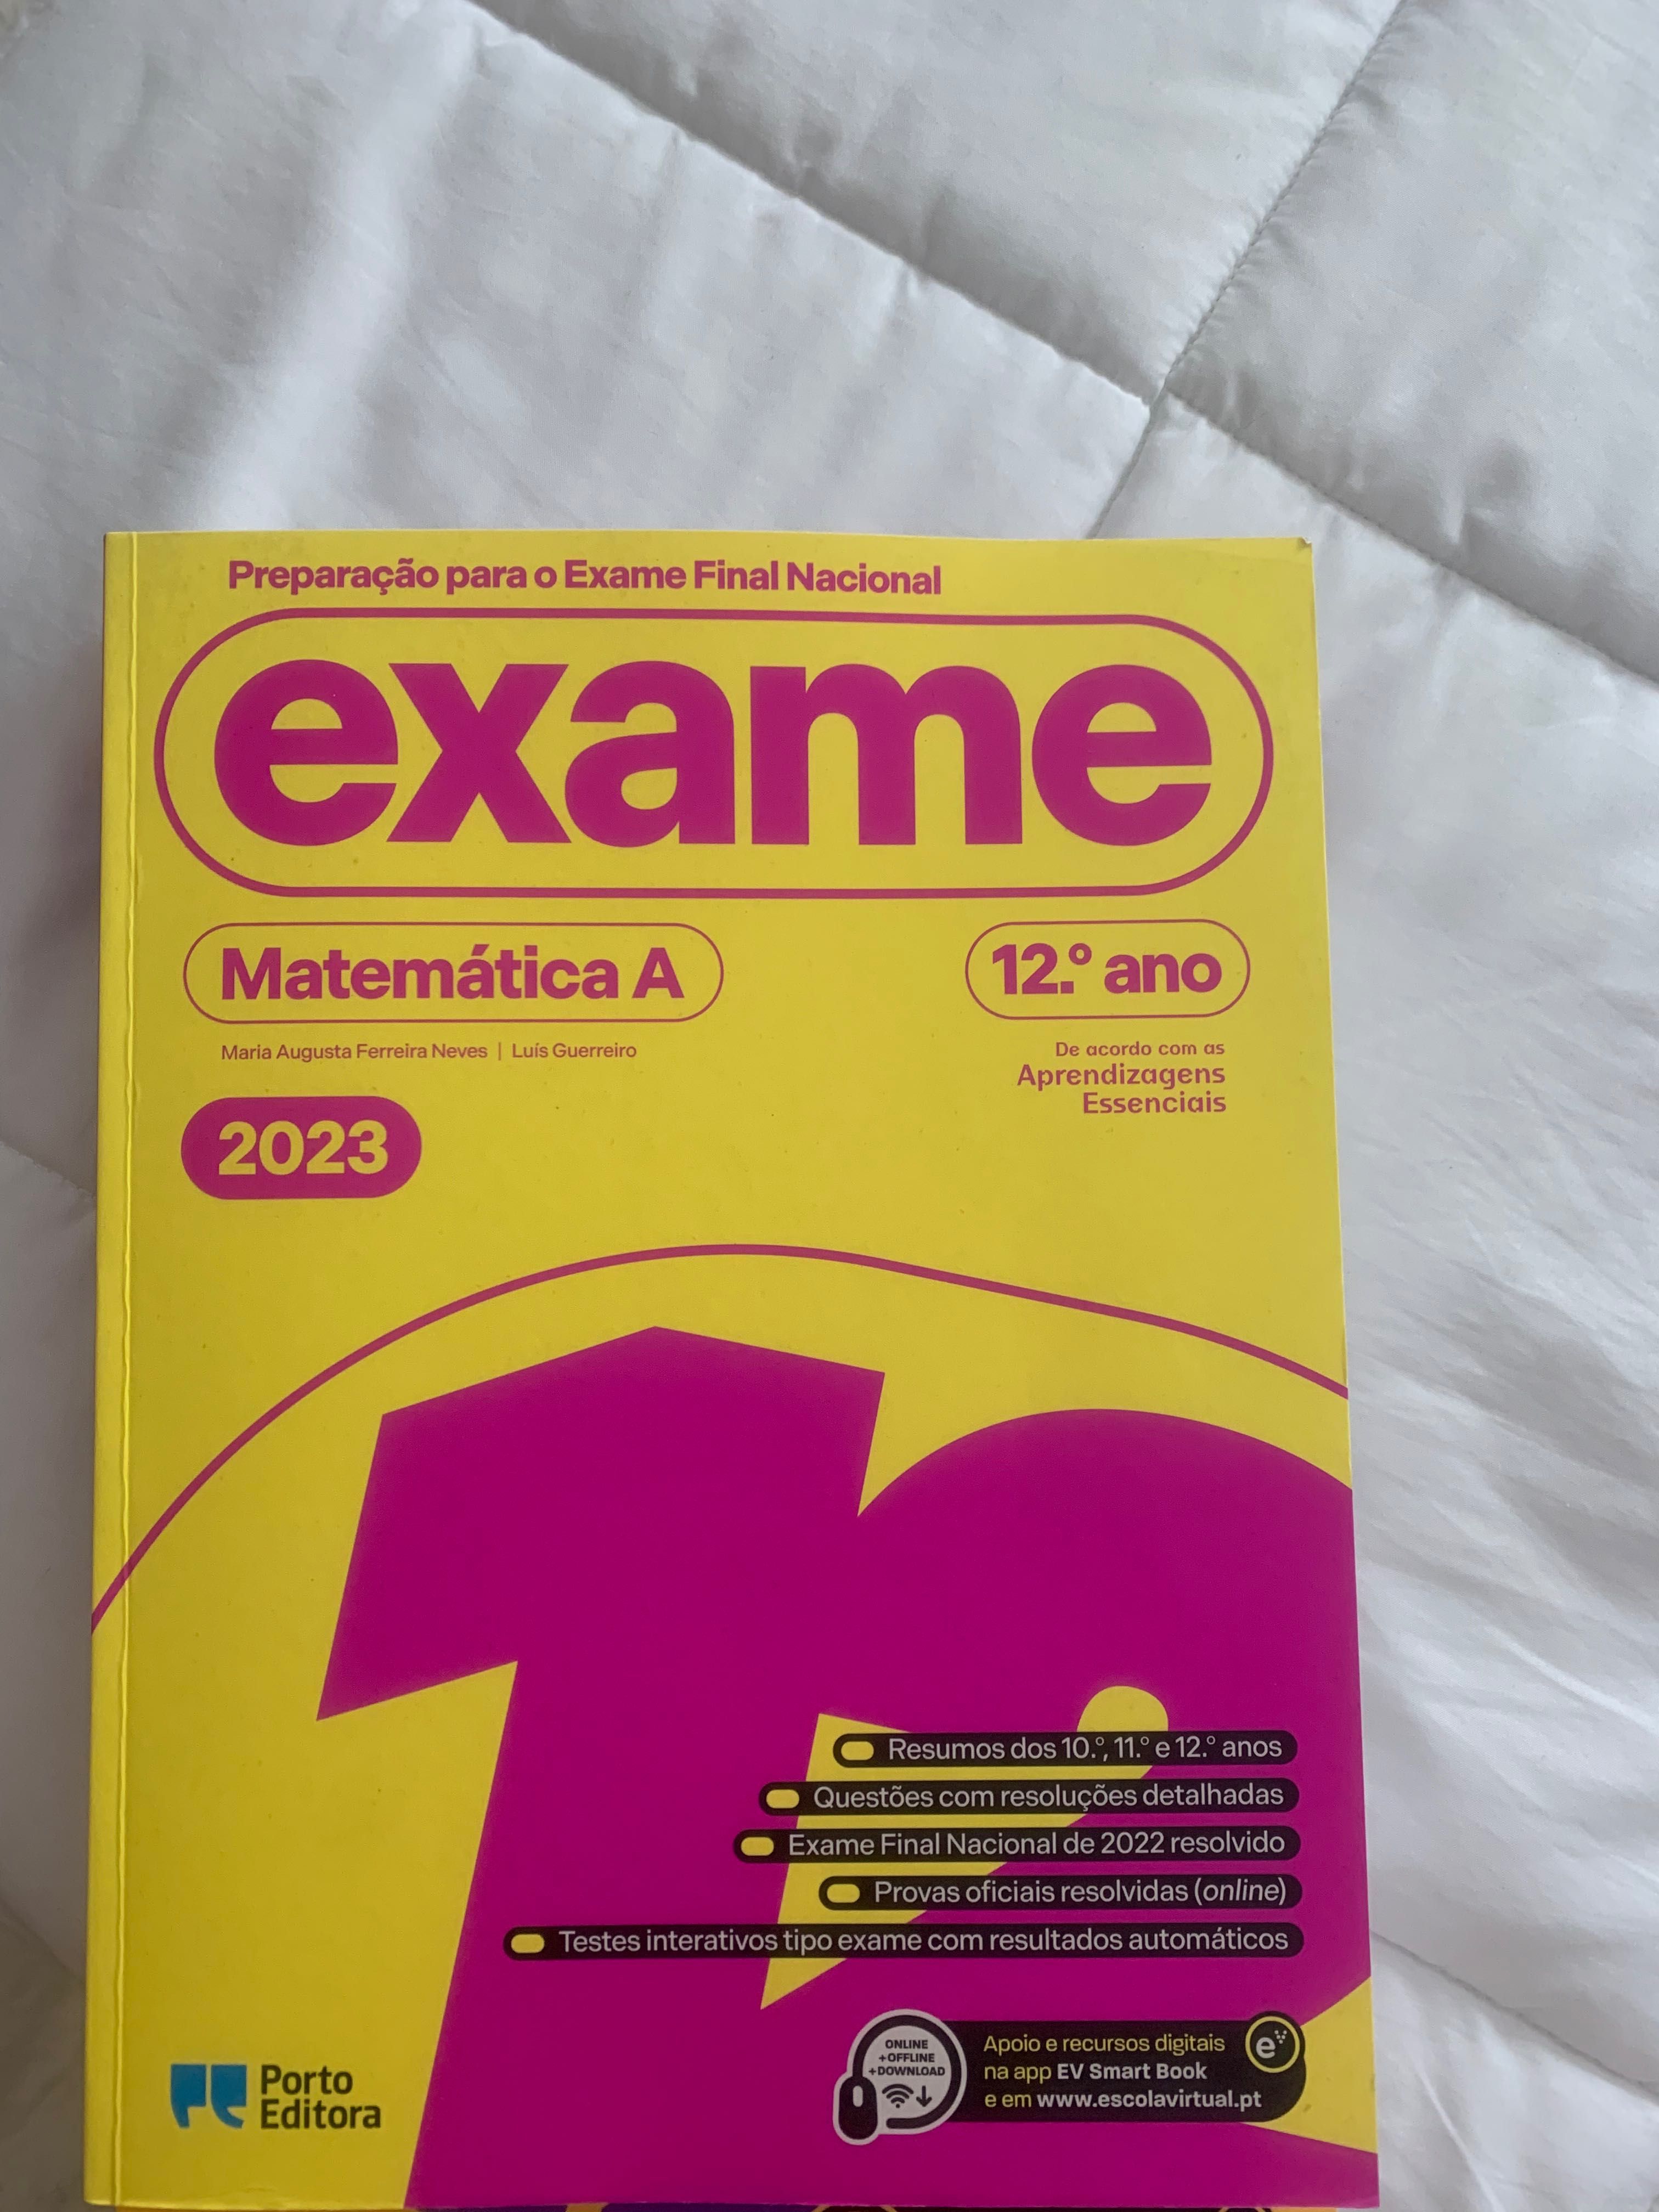 Preparação para o Exame Final Nacional
exame
Matemática A
12.º ano
Maria Augusta Ferreira Neves | Luís Guerreiro
De acordo com as
Aprendizagens
Essenciais
2023
12
Resumos dos 10.º, 11.º e 12.º anos
Questões com resoluções detalhadas
Exame Final Nacional de 2022 resolvido
Provas oficiais resolvidas (online)
Testes interativos tipo exame com resultados automáticos
ONLINE
+OFFLINE
+DOWNLOAD
Apoio e recursos digitais
na app EV Smart Book
e em www.escolavirtual.pt
ev
Porto
Editora